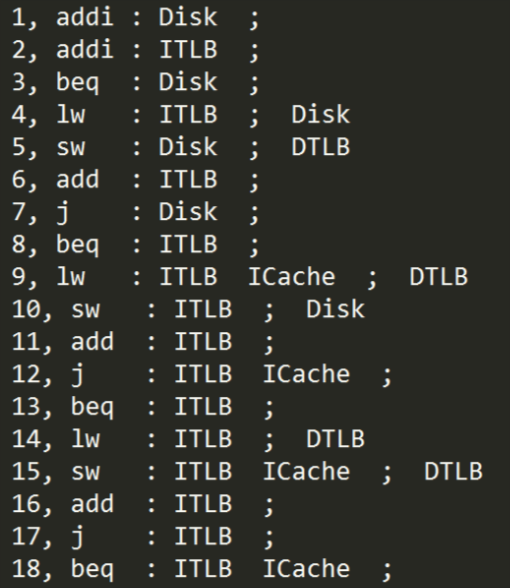 1, addi : Disk  ;
2, addi : ITLB  ;
3, beq  : Disk  ;
4, lw   : ITLB  ;  Disk
5, sw   : Disk  ;  DTLB
6, add  : ITLB  ;
7, j    : Disk  ;
8, beq  : ITLB  ;
9, lw   : ITLB  ICache  ;  DTLB
10, sw   : ITLB  ;  Disk
11, add  : ITLB  ;
12, j    : ITLB  ICache  ;
13, beq  : ITLB  ;
14, lw   : ITLB  ;  DTLB
15, sw   : ITLB  ICache  ;  DTLB
16, add  : ITLB  ;
17, j    : ITLB  ;
18, beq  : ITLB  ICache  ;